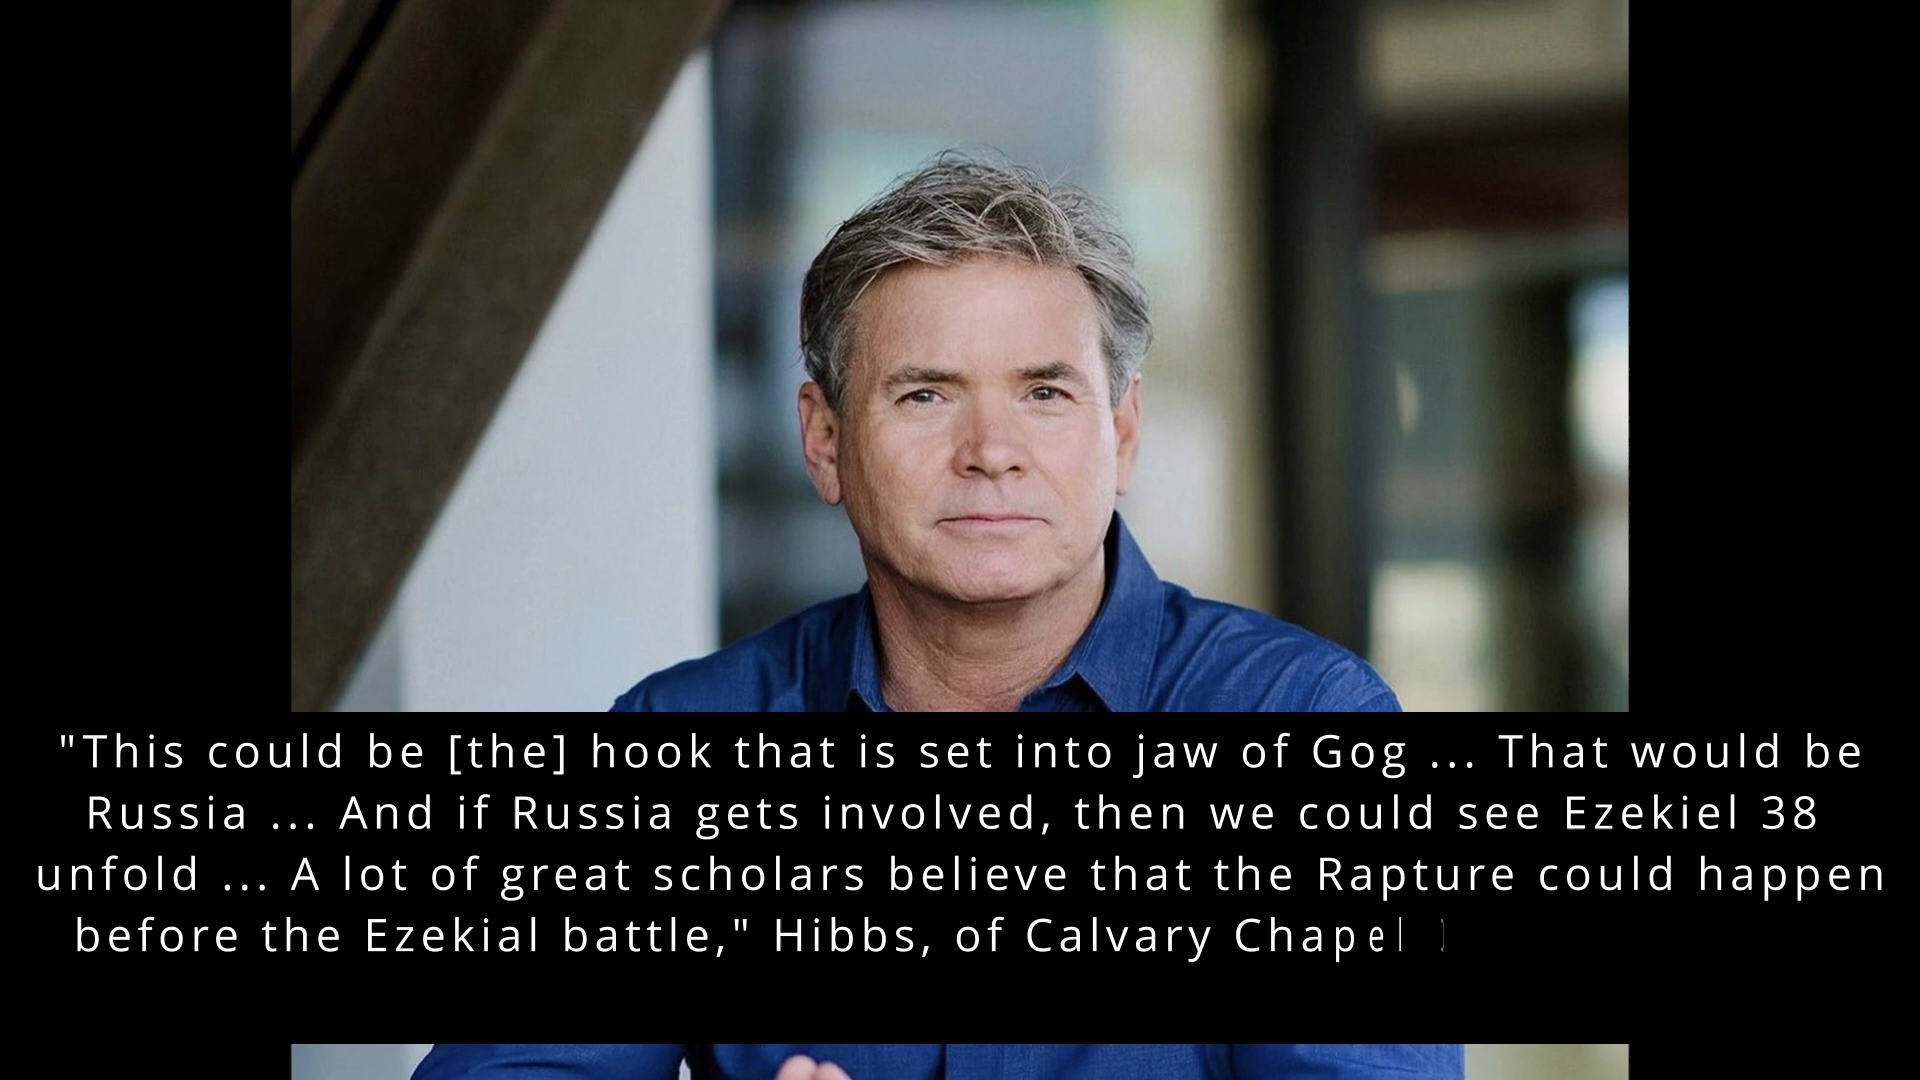 "This could be [the] hook that is set into jaw of Gog ... That would be
Russia ... And if Russia gets involved, then we could see Ezekiel 38
unfold ... A lot of great scholars believe that the Rapture could happen
before the Ezekial battle," Hibbs, of Calvary Chapel